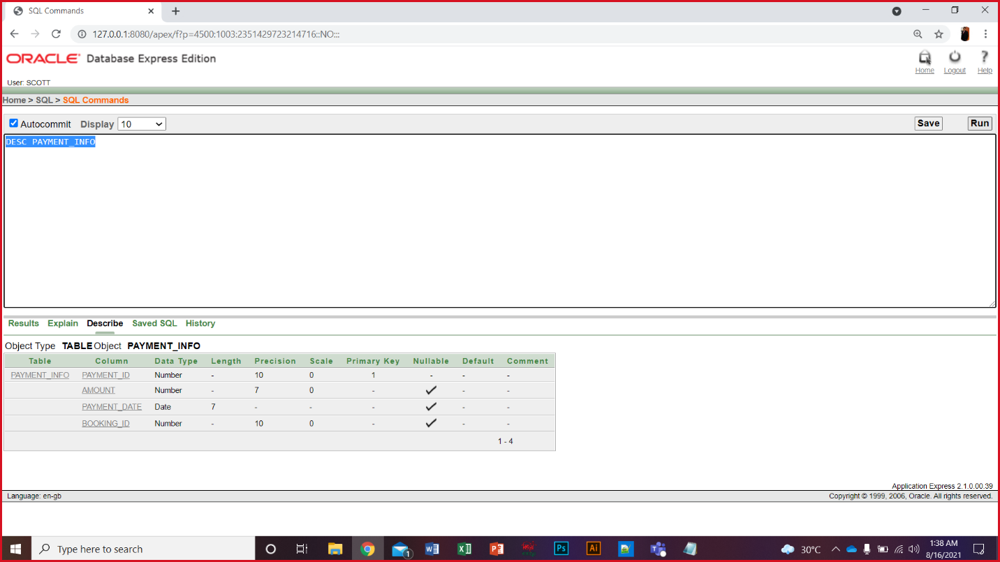 SQL Commands
127.0.0.1:8080/apex/f?p=4500:1003:2351429723214716::NO:::
ORACLE Database Express Edition
Home Logout Help
User: SCOTT
Home > SQL > SQL Commands
Autocommit Display 10 Save Run
DESC PAYMENT_INFO
Results Explain Describe Saved SQL History
Object Type TABLE Object PAYMENT_INFO
Table Column Data Type Length Precision Scale Primary Key Nullable Default Comment
PAYMENT_INFO PAYMENT_ID Number - 10 0 1 - - -
AMOUNT Number - 7 0 - ✓ - -
PAYMENT_DATE Date 7 - - - ✓ - -
BOOKING_ID Number - 10 0 - ✓ - -
1 - 4
Application Express 2.1.0.00.39
Language: en-gb Copyright © 1999, 2006, Oracle. All rights reserved.
Type here to search 1 Ps Ai 30°C 1:38 AM
8/16/2021